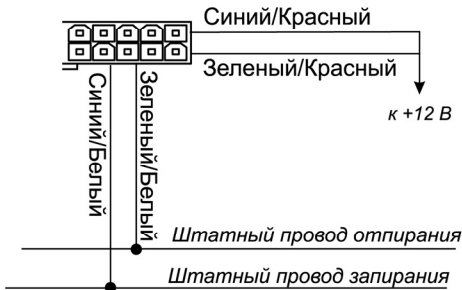 Синий/Красный
Зеленый/Красный
к +12 В
Синий/Белый
Зеленый/Белый
Штатный провод отпирания
Штатный провод запирания